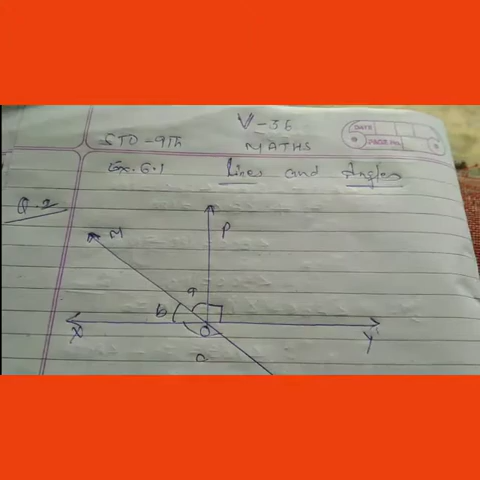 V-36
STD-9Th
MATHS
DATE
PAGE NO.
Ex.6.1
Lines and Angles
Q.2
M
P
a
b
X
O
Y
c